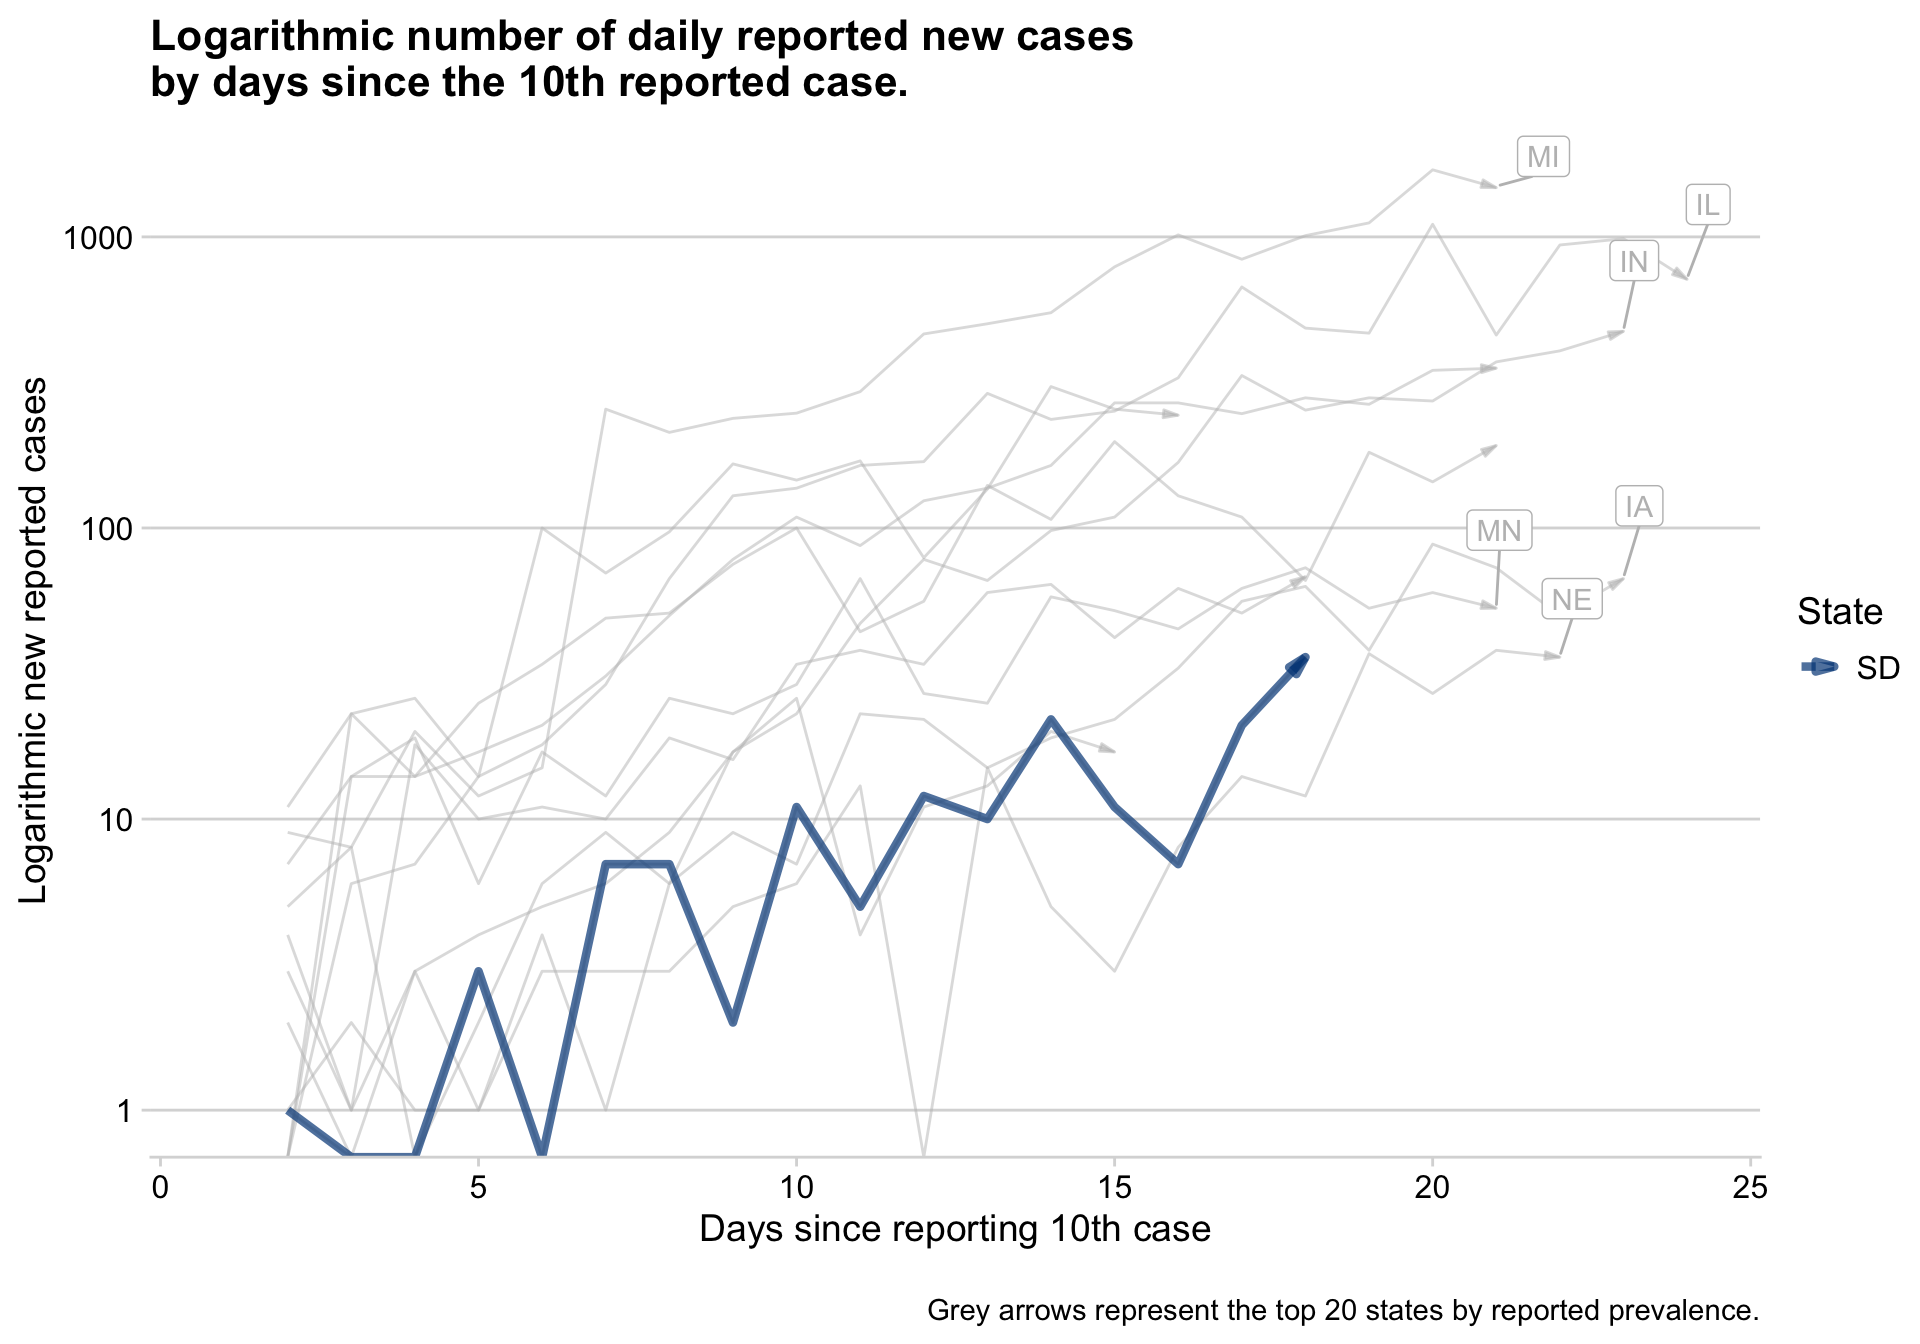 Logarithmic number of daily reported new cases
by days since the 10th reported case.
MI
IL
1000
IN
IA
100
MN
NE
State
SD
10
1
Logarithmic new reported cases
0 5 10 15 20 25
Days since reporting 10th case
Grey arrows represent the top 20 states by reported prevalence.